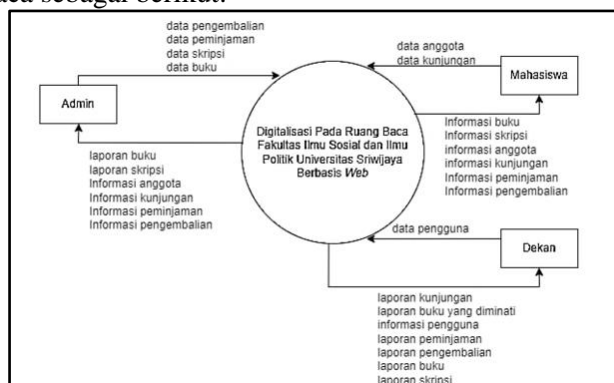 data pengembalian
data peminjaman
data skripsi
data buku
Admin
laporan buku
laporan skripsi
Informasi anggota
Informasi kunjungan
Informasi peminjaman
Informasi pengembalian
Digitalisasi Pada Ruang Baca
Fakultas Ilmu Sosial dan Ilmu
Politik Universitas Sriwijaya
Berbasis Web
data anggota
data kunjungan
Mahasiswa
Informasi buku
Informasi skripsi
informasi anggota
informasi kunjungan
Informasi peminjaman
Informasi pengembalian
data pengguna
Dekan
laporan kunjungan
laporan buku yang diminati
informasi pengguna
laporan peminjaman
laporan pengembalian
laporan buku
laporan skripsi